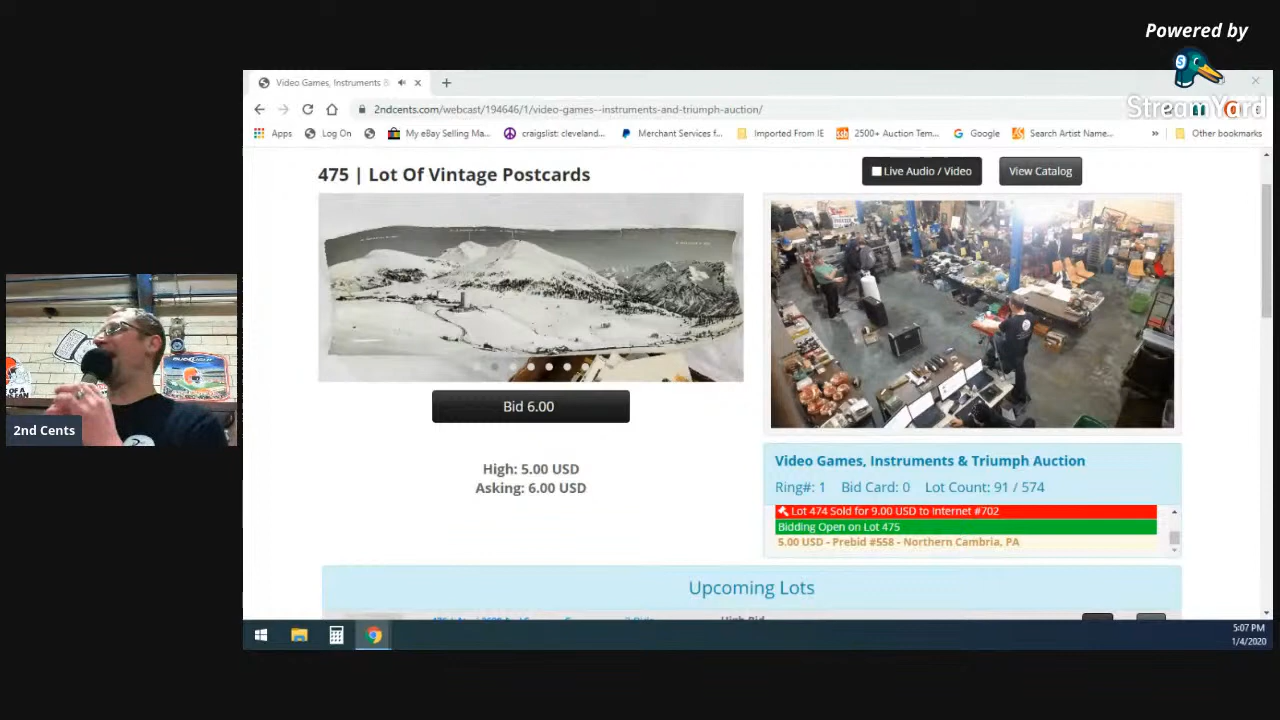 Powered by
StreamYard
Video Games, Instruments &
2ndcents.com/webcast/194646/1/video-games--instruments-and-triumph-auction/
Apps
Log On
My eBay Selling Ma...
craigslist: cleveland...
Merchant Services f...
Imported From IE
2500+ Auction Tem...
Google
Search Artist Name...
»
Other bookmarks
475 | Lot Of Vintage Postcards
Live Audio / Video
View Catalog
Bid 6.00
High: 5.00 USD
Asking: 6.00 USD
Video Games, Instruments & Triumph Auction
Ring#: 1 Bid Card: 0 Lot Count: 91 / 574
Lot 474 Sold for 9.00 USD to Internet #702
Bidding Open on Lot 475
5.00 USD - Prebid #558 - Northern Cambria, PA
Upcoming Lots
2nd Cents
5:07 PM
1/4/2020